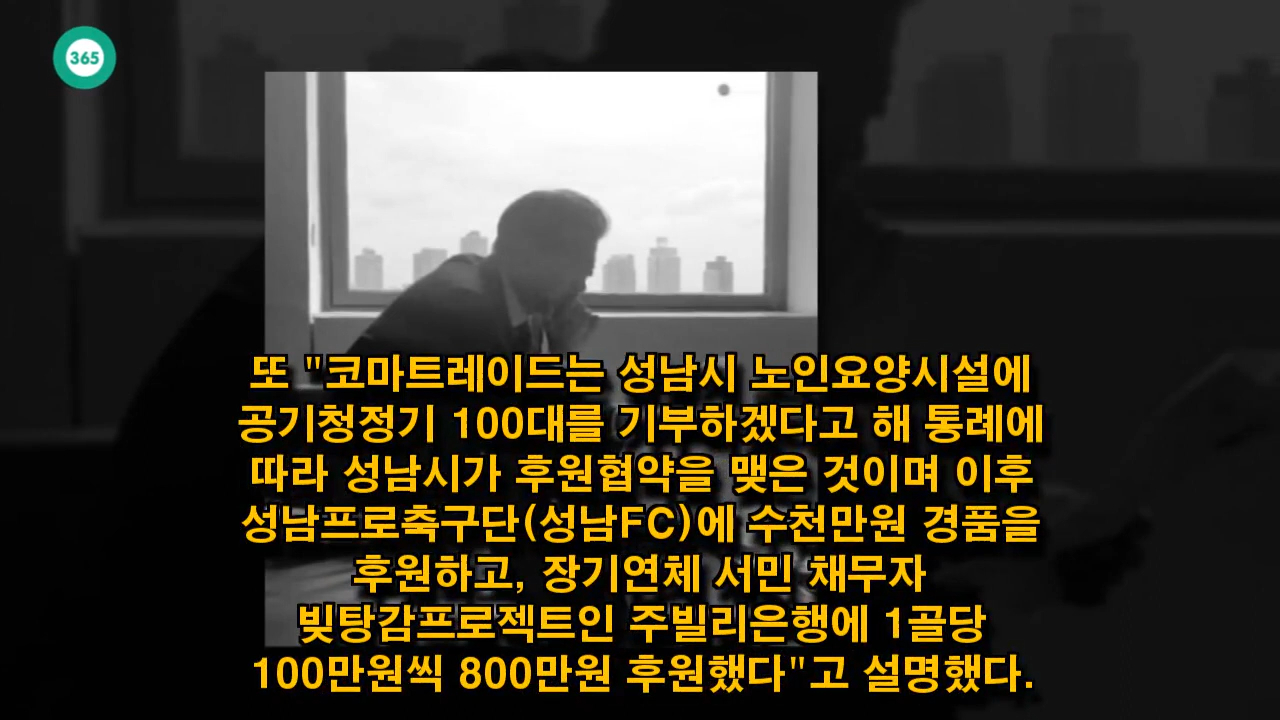 365
또 "코마트레이드는 성남시 노인요양시설에
공기청정기 100대를 기부하겠다고 해 통례에
따라 성남시가 후원협약을 맺은 것이며 이후
성남프로축구단(성남FC)에 수천만원 경품을
후원하고, 장기연체 서민 채무자
빚탕감프로젝트인 주빌리은행에 1골당
100만원씩 800만원 후원했다"고 설명했다.